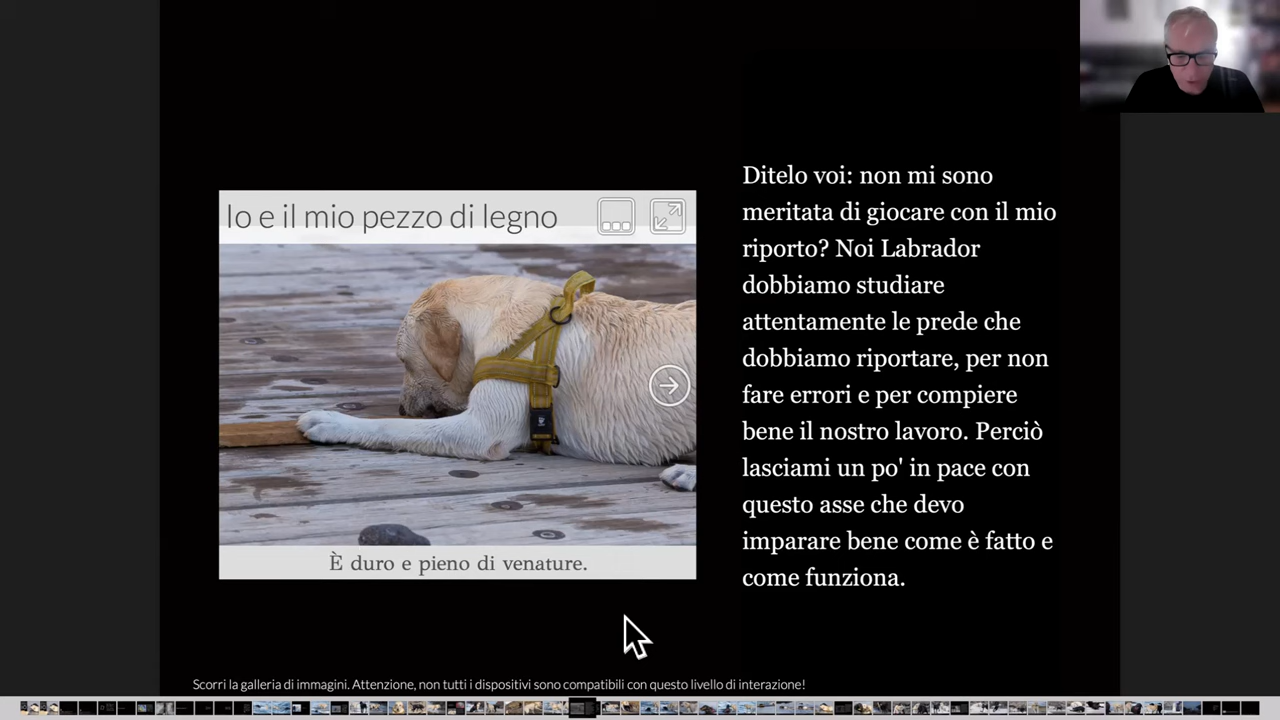 Io e il mio pezzo di legno
È duro e pieno di venature.
Ditelo voi: non mi sono
meritata di giocare con il mio
riporto? Noi Labrador
dobbiamo studiare
attentamente le prede che
dobbiamo riportare, per non
fare errori e per compiere
bene il nostro lavoro. Perciò
lasciami un po' in pace con
questo asse che devo
imparare bene come è fatto e
come funziona.
Scorri la galleria di immagini. Attenzione, non tutti i dispositivi sono compatibili con questo livello di interazione!